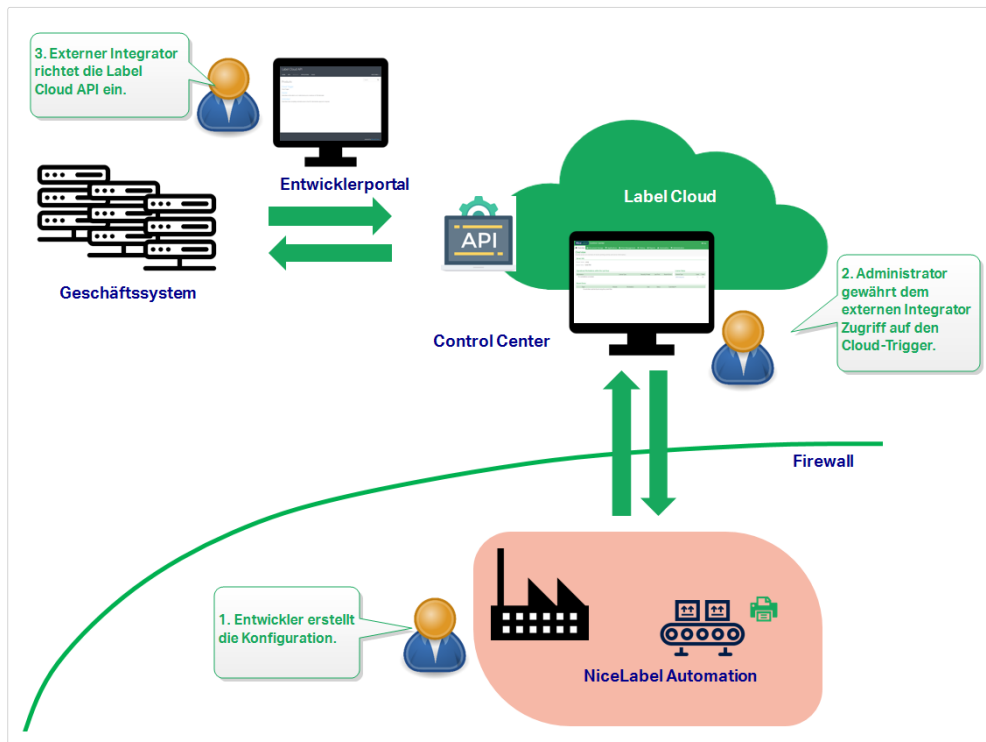 3. Externer Integrator
richtet die Label
Cloud API ein.
Entwicklerportal
Geschäftssystem
API
Label Cloud
Control Center
2. Administrator
gewährt dem
externen Integrator
Zugriff auf den
Cloud-Trigger.
Firewall
1. Entwickler erstellt
die Konfiguration.
NiceLabel Automation